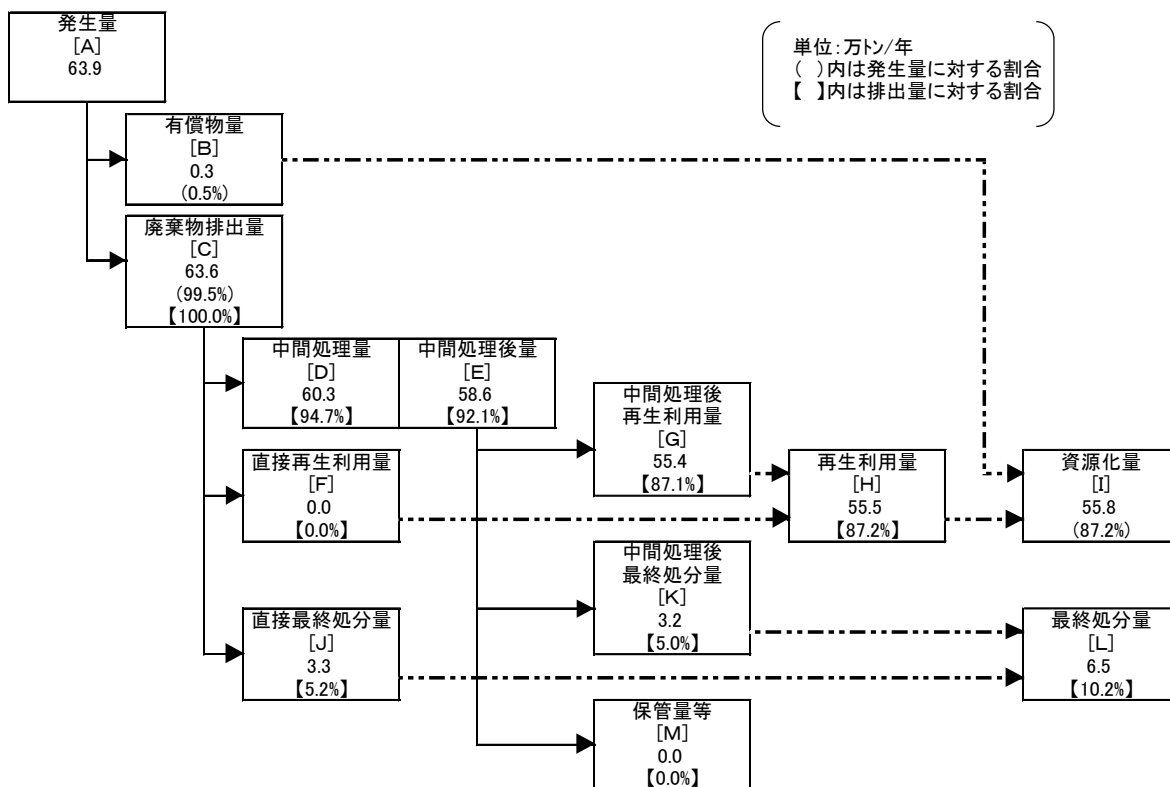 発生量
[A]
63.9
単位:万トン/年
( )内は発生量に対する割合
【 】内は排出量に対する割合
有償物量
[B]
0.3
(0.5%)
廃棄物排出量
[C]
63.6
(99.5%)
【100.0%】
中間処理量
[D]
60.3
【94.7%】
中間処理後量
[E]
58.6
【92.1%】
中間処理後
再生利用量
[G]
55.4
【87.1%】
直接再生利用量
[F]
0.0
【0.0%】
再生利用量
[H]
55.5
【87.2%】
資源化量
[I]
55.8
(87.2%)
中間処理後
最終処分量
[K]
3.2
【5.0%】
直接最終処分量
[J]
3.3
【5.2%】
最終処分量
[L]
6.5
【10.2%】
保管量等
[M]
0.0
【0.0%】